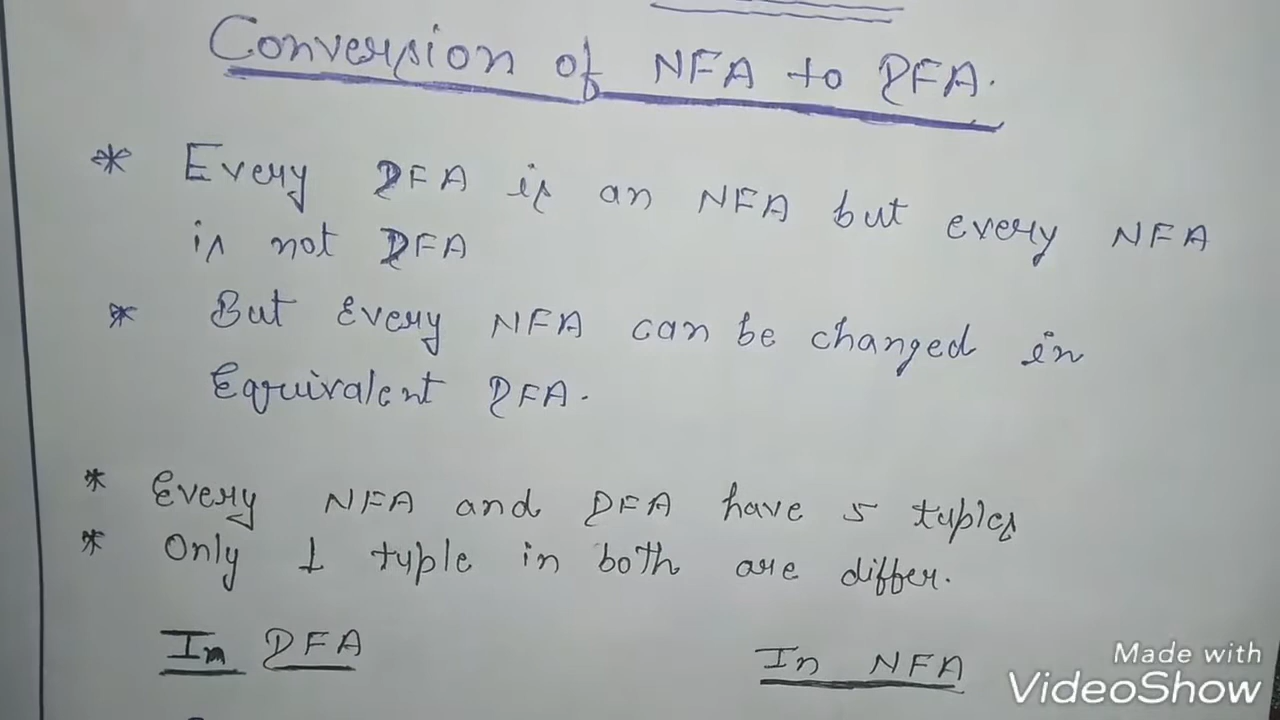 Conversion of NFA to DFA.
* Every DFA is an NFA but every NFA
is not DFA
* But every NFA can be changed in
Equivalent DFA.
* Every NFA and DFA have 5 tuples
* Only 1 tuple in both are differ.
In DFA In NFA
Made with
VideoShow